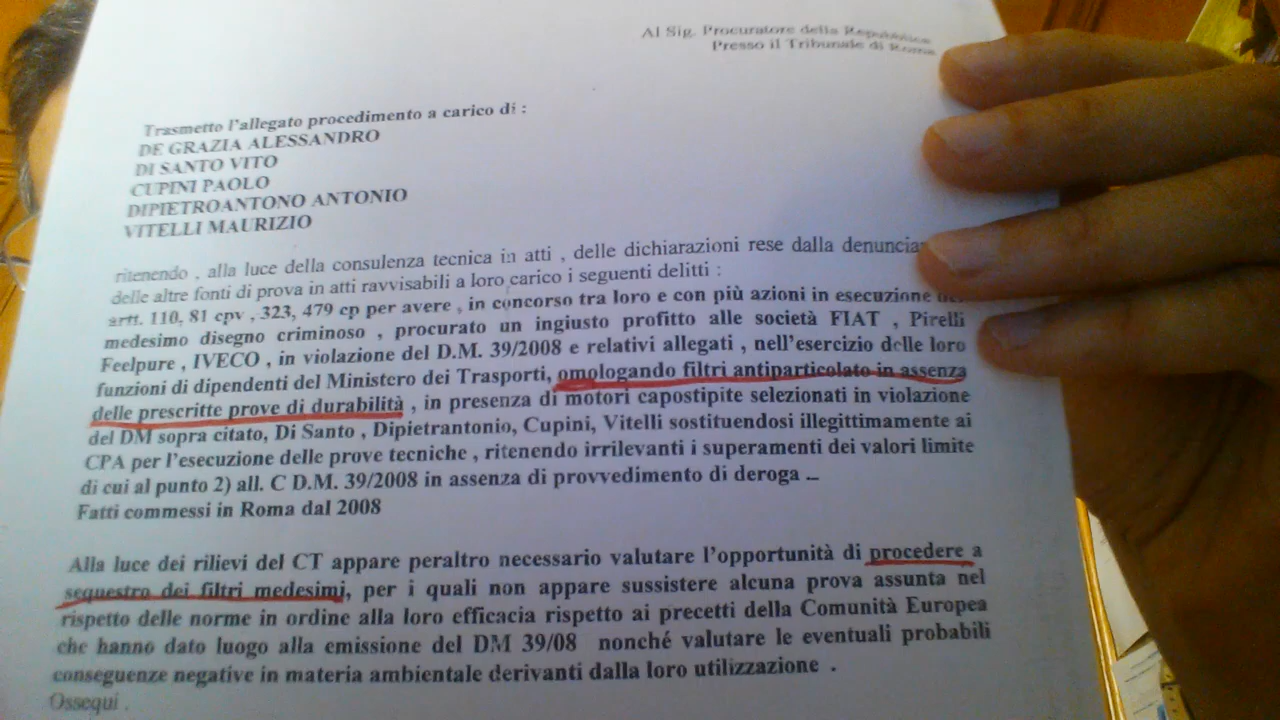 Al Sig. Procuratore della Repubblica
Presso il Tribunale di Roma
Trasmetto l'allegato procedimento a carico di :
DE GRAZIA ALESSANDRO
DI SANTO VITO
CUPINI PAOLO
DIPIETROANTONO ANTONIO
VITELLI MAURIZIO
ritenendo , alla luce della consulenza tecnica in atti , delle dichiarazioni rese dalla
delle altre fonti di prova in atti ravvisabili a loro carico i seguenti delitti :
artt. 110, 81 cpv , 323, 479 cp per avere , in concorso tra loro e con più azioni in esecuzione
medesimo disegno criminoso , procurato un ingiusto profitto alle società FIAT , Pirelli
Feelpure , IVECO , in violazione del D.M. 39/2008 e relativi allegati , nell'esercizio delle loro
funzioni di dipendenti del Ministero dei Trasporti, omologando filtri antiparticolato in assenza
delle prescritte prove di durabilità , in presenza di motori capostipite selezionati in violazione
del DM sopra citato, Di Santo , Dipietrantonio, Cupini, Vitelli sostituendosi illegittimamente ai
CPA per l'esecuzione delle prove tecniche , ritenendo irrilevanti i superamenti dei valori limite
di cui al punto 2) all. C D.M. 39/2008 in assenza di provvedimento di deroga ...
Fatti commessi in Roma dal 2008
Alla luce dei rilievi del CT appare peraltro necessario valutare l'opportunità di procedere a
sequestro dei filtri medesimi, per i quali non appare sussistere alcuna prova assunta nel
rispetto delle norme in ordine alla loro efficacia rispetto ai precetti della Comunità Europea
che hanno dato luogo alla emissione del DM 39/08 nonché valutare le eventuali probabili
conseguenze negative in materia ambientale derivanti dalla loro utilizzazione .
Ossequi .